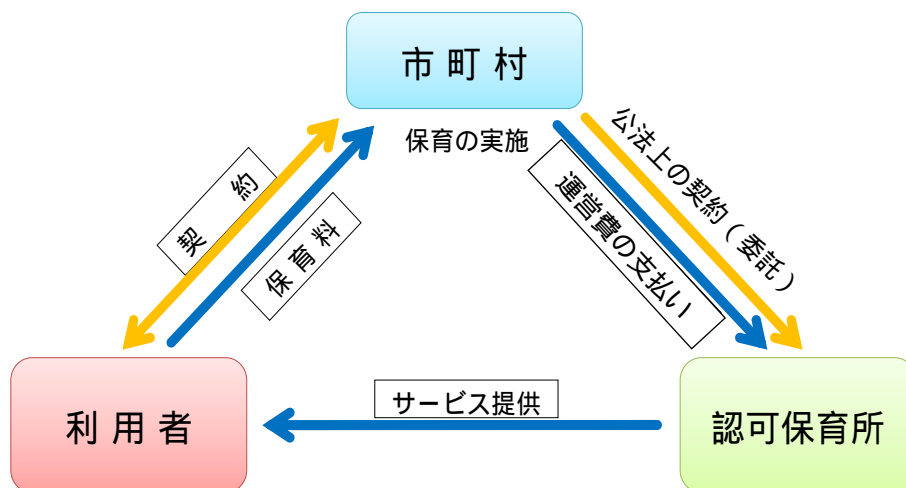 市町村
保育の実施
契約
保育料
公法上の契約(委託)
運営費の支払い
サービス提供
利用者
認可保育所